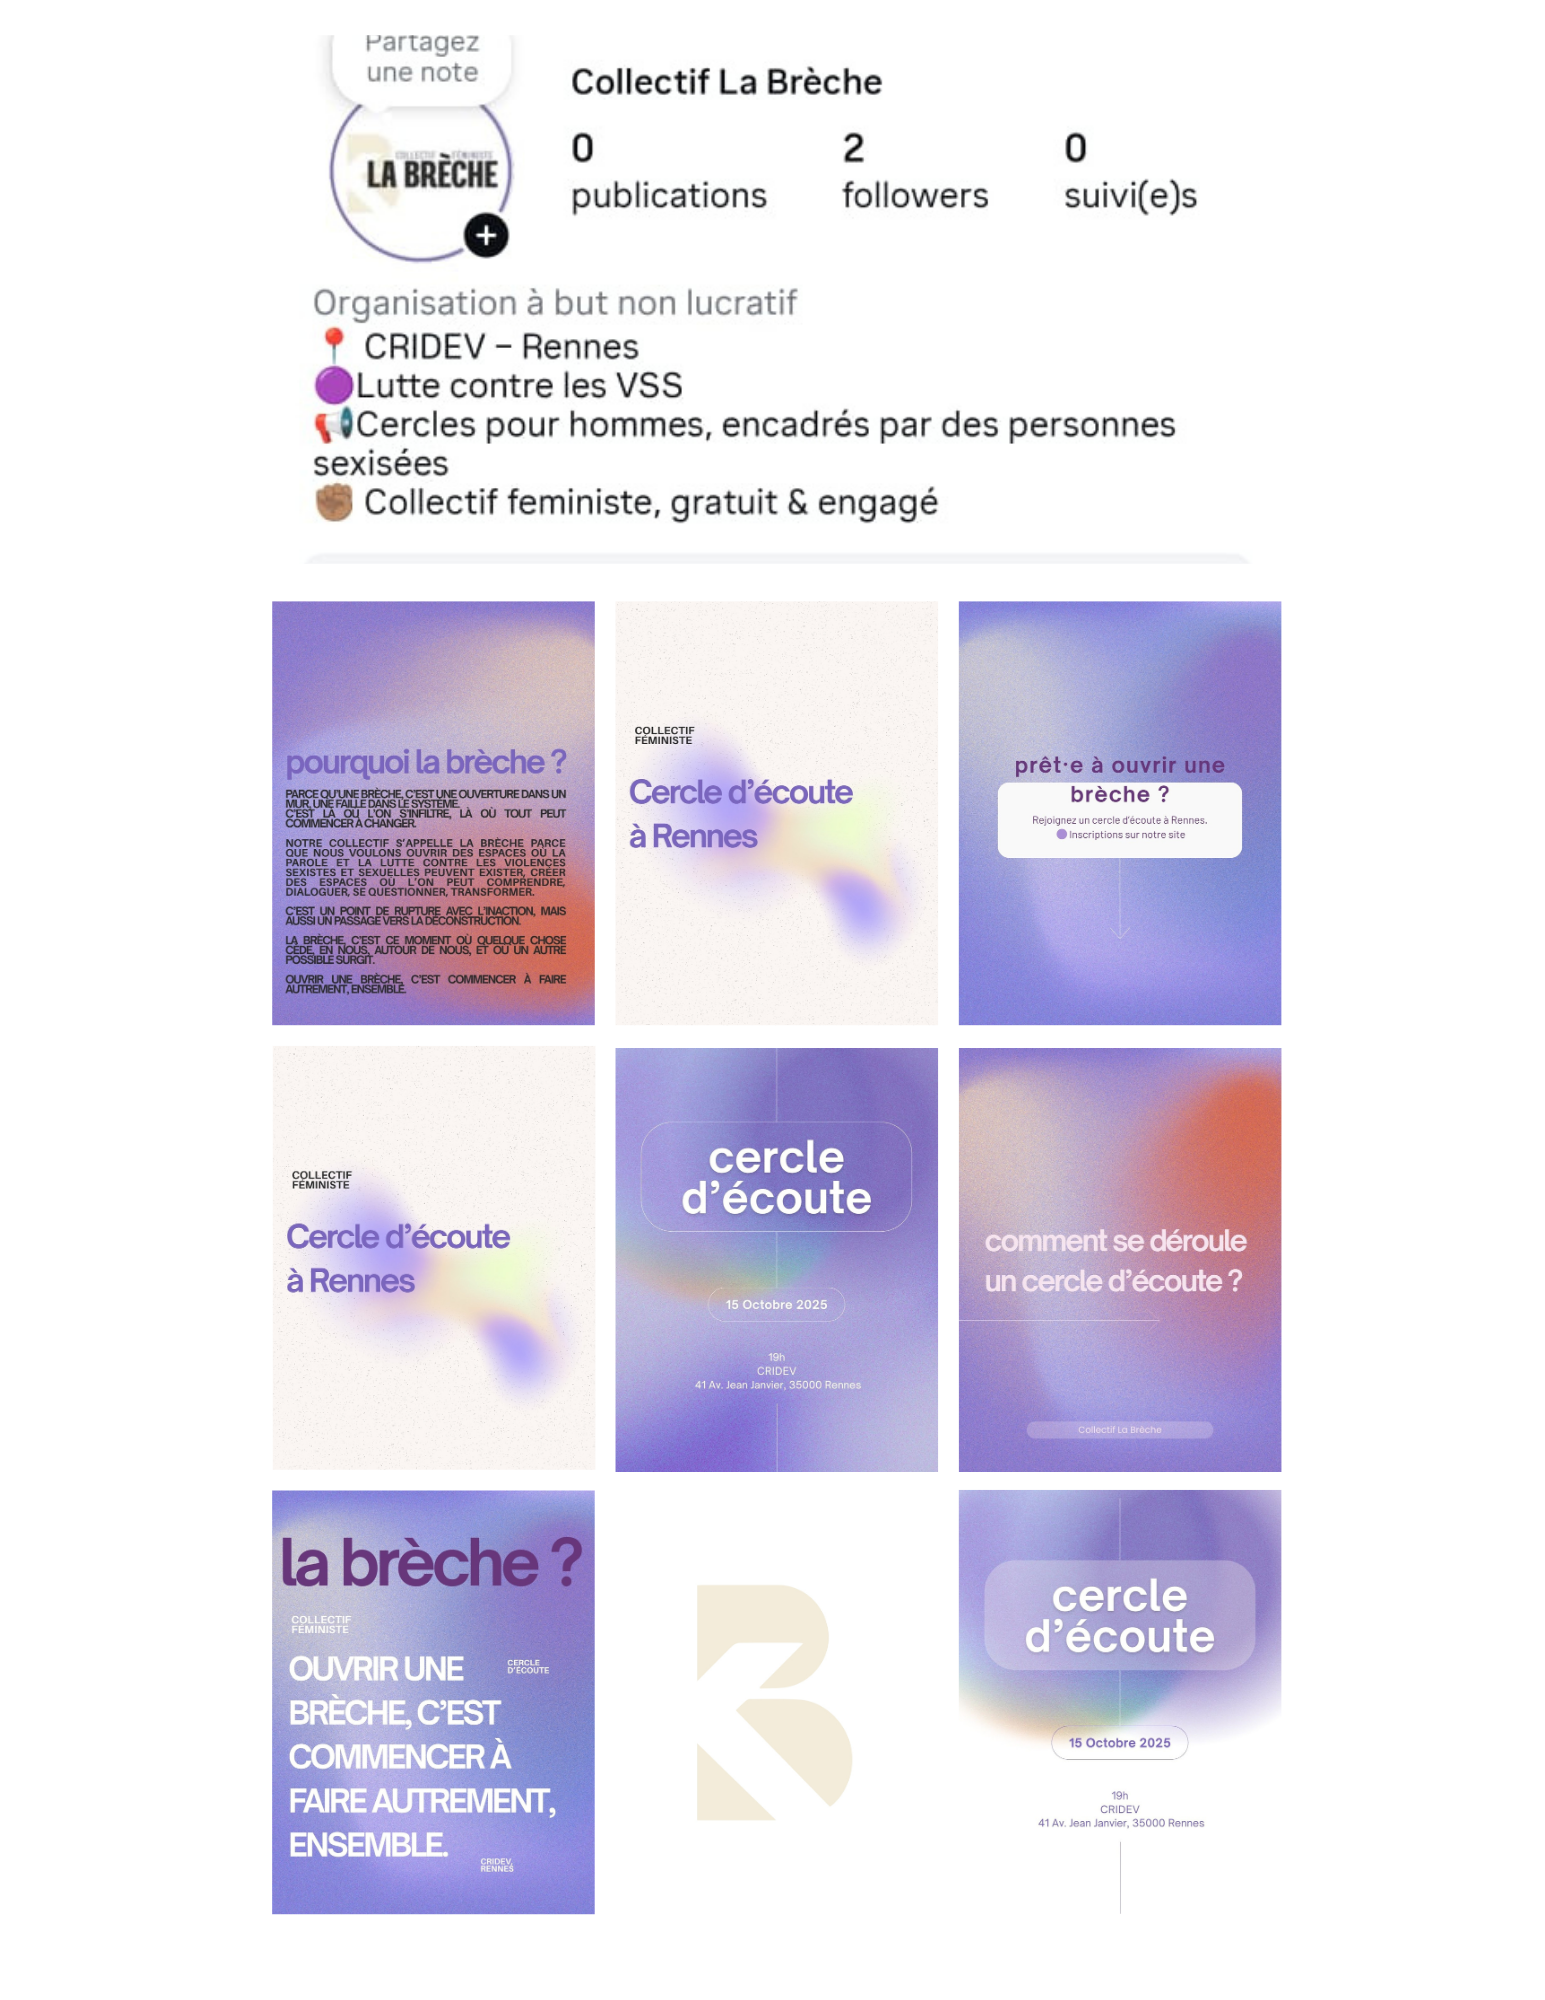 Partagez
une note
COLLECTIF FÉMINISTE
LA BRÈCHE
Collectif La Brèche
0 2 0
publications followers suivi(e)s
Organisation à but non lucratif
📍 CRIDEV – Rennes
🟣Lutte contre les VSS
📢Cercles pour hommes, encadrés par des personnes
sexisées
✊🏽 Collectif feministe, gratuit & engagé
pourquoi la brèche ?
PARCE QU'UNE BRÈCHE, C'EST UNE OUVERTURE DANS UN
MUR, UNE FAILLE DANS LE SYSTÈME.
C'EST LÀ OÙ L'ON S'INFILTRE, LÀ OÙ TOUT PEUT
COMMENCER À CHANGER.
NOTRE COLLECTIF S'APPELLE LA BRÈCHE PARCE
QUE NOUS VOULONS OUVRIR DES ESPACES OÙ LA
PAROLE ET LA LUTTE CONTRE LES VIOLENCES
SEXISTES ET SEXUELLES PEUVENT EXISTER, CRÉER
DES ESPACES OÙ L'ON PEUT COMPRENDRE,
DIALOGUER, SE QUESTIONNER, TRANSFORMER.
C'EST UN POINT DE RUPTURE AVEC L'INACTION, MAIS
AUSSI UN PASSAGE VERS LA DÉCONSTRUCTION.
LA BRÈCHE, C'EST CE MOMENT OÙ QUELQUE CHOSE
CÈDE, EN NOUS, AUTOUR DE NOUS, ET OÙ UN AUTRE
POSSIBLE SURGIT.
OUVRIR UNE BRÈCHE, C'EST COMMENCER À FAIRE
AUTREMENT, ENSEMBLE.
COLLECTIF
FÉMINISTE
Cercle d'écoute
à Rennes
prêt·e à ouvrir une
brèche ?
Rejoignez un cercle d'écoute à Rennes.
🟣 Inscriptions sur notre site
COLLECTIF
FÉMINISTE
Cercle d'écoute
à Rennes
cercle
d'écoute
15 Octobre 2025
19h
CRIDEV
41 Av. Jean Janvier, 35000 Rennes
comment se déroule
un cercle d'écoute ?
Collectif La Brèche
la brèche ?
COLLECTIF
FÉMINISTE
OUVRIR UNE
BRÈCHE, C'EST
COMMENCER À
FAIRE AUTREMENT,
ENSEMBLE.
CERCLE
D'ÉCOUTE
CRIDEV,
RENNES
B
cercle
d'écoute
15 Octobre 2025
19h
CRIDEV
41 Av. Jean Janvier, 35000 Rennes